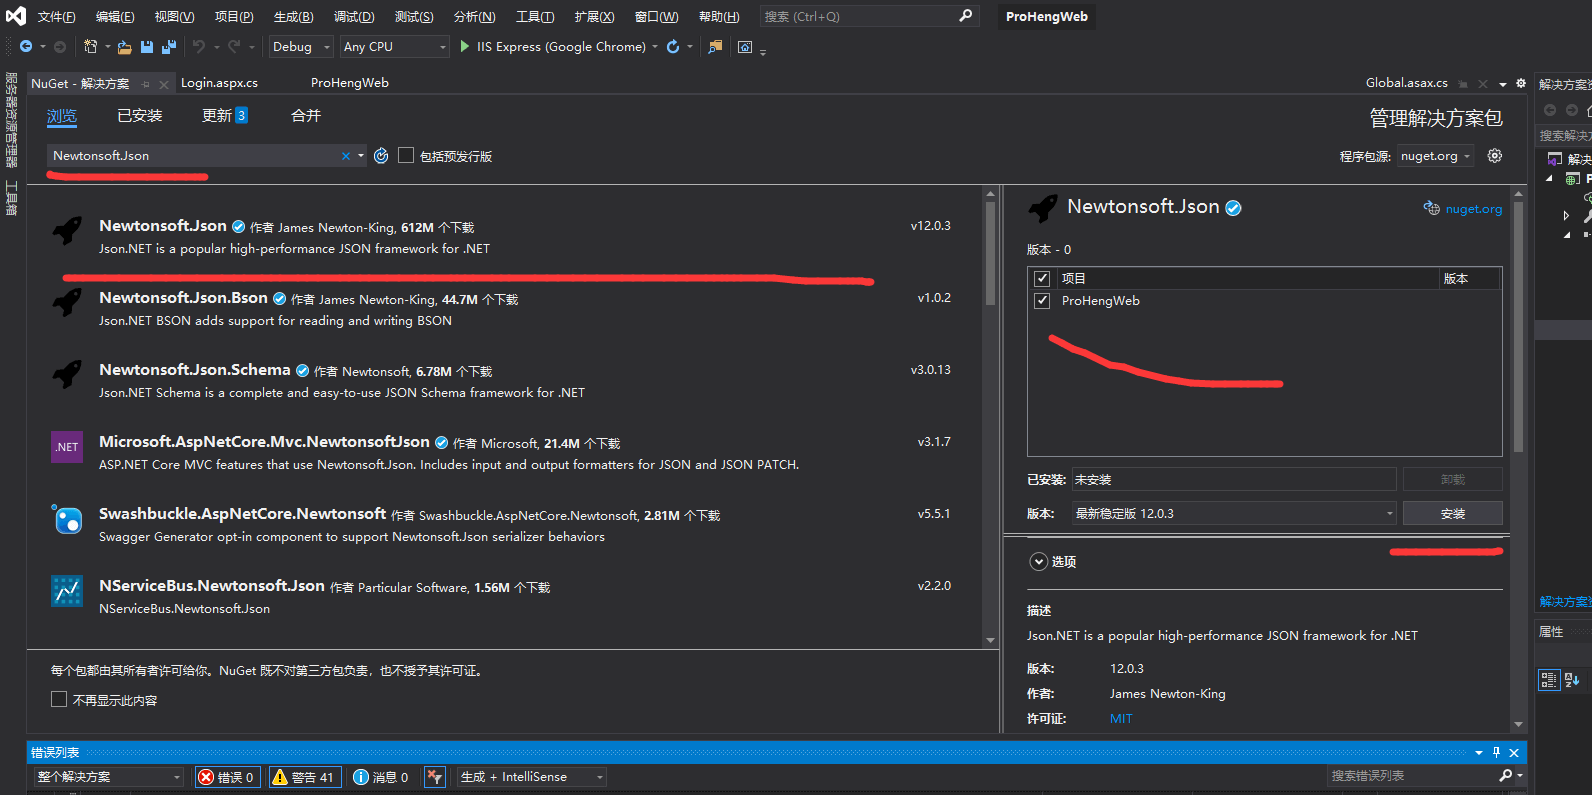 文件(F) 编辑(E) 视图(V) 项目(P) 生成(B) 调试(D) 测试(S) 分析(N) 工具(T) 扩展(X) 窗口(W) 帮助(H) 搜索 (Ctrl+Q) ProHengWeb
Debug Any CPU IIS Express (Google Chrome)
服务器资源管理器
工具箱
NuGet - 解决方案 Login.aspx.cs ProHengWeb Global.asax.cs
浏览 已安装 更新 3 合并 管理解决方案包
Newtonsoft.Json 包括预发行版 程序包源: nuget.org
Newtonsoft.Json 作者 James Newton-King, 612M 个下载 v12.0.3
Json.NET is a popular high-performance JSON framework for .NET
Newtonsoft.Json.Bson 作者 James Newton-King, 44.7M 个下载 v1.0.2
Json.NET BSON adds support for reading and writing BSON
Newtonsoft.Json.Schema 作者 Newtonsoft, 6.78M 个下载 v3.0.13
Json.NET Schema is a complete and easy-to-use JSON Schema framework for .NET
.NET
Microsoft.AspNetCore.Mvc.NewtonsoftJson 作者 Microsoft, 21.4M 个下载 v3.1.7
ASP.NET Core MVC features that use Newtonsoft.Json. Includes input and output formatters for JSON and JSON PATCH.
Swashbuckle.AspNetCore.Newtonsoft 作者 Swashbuckle.AspNetCore.Newtonsoft, 2.81M 个下载 v5.5.1
Swagger Generator opt-in component to support NewtonsoftJson serializer behaviors
NServiceBus.Newtonsoft.Json 作者 Particular Software, 1.56M 个下载 v2.2.0
NServiceBus.Newtonsoft.Json
每个包都由其所有者许可给你。NuGet 既不对第三方包负责，也不授予其许可证。
不再显示此内容
Newtonsoft.Json nuget.org
版本 - 0
项目 版本
ProHengWeb
已安装: 未安装 卸载
版本: 最新稳定版 12.0.3 安装
选项
描述
Json.NET is a popular high-performance JSON framework for .NET
版本: 12.0.3
作者: James Newton-King
许可证: MIT
解决方案资
搜索解决方
解决
解决方案资
属性
错误列表
整个解决方案 错误 0 警告 41 消息 0 生成 + IntelliSense 搜索错误列表